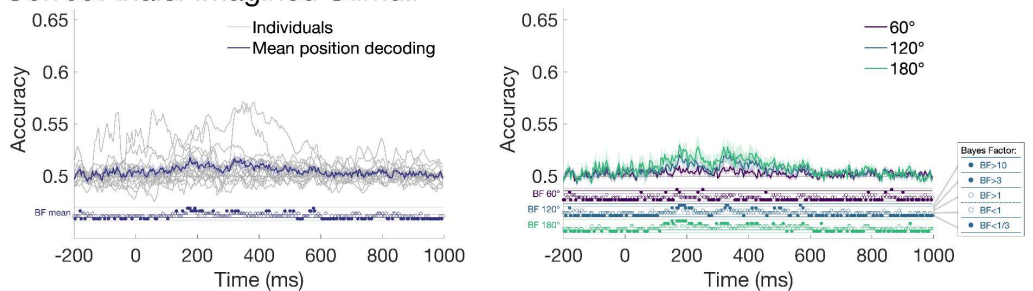 0.65
0.6
0.55
0.5
Accuracy
Individuals
Mean position decoding
BF mean
-200 0 200 400 600 800 1000
Time (ms)
0.65
0.6
0.55
0.5
Accuracy
60°
120°
180°
BF 60°
BF 120°
BF 180°
-200 0 200 400 600 800 1000
Time (ms)
Bayes Factor:
BF>10
BF>3
BF>1
BF<1
BF<1/3